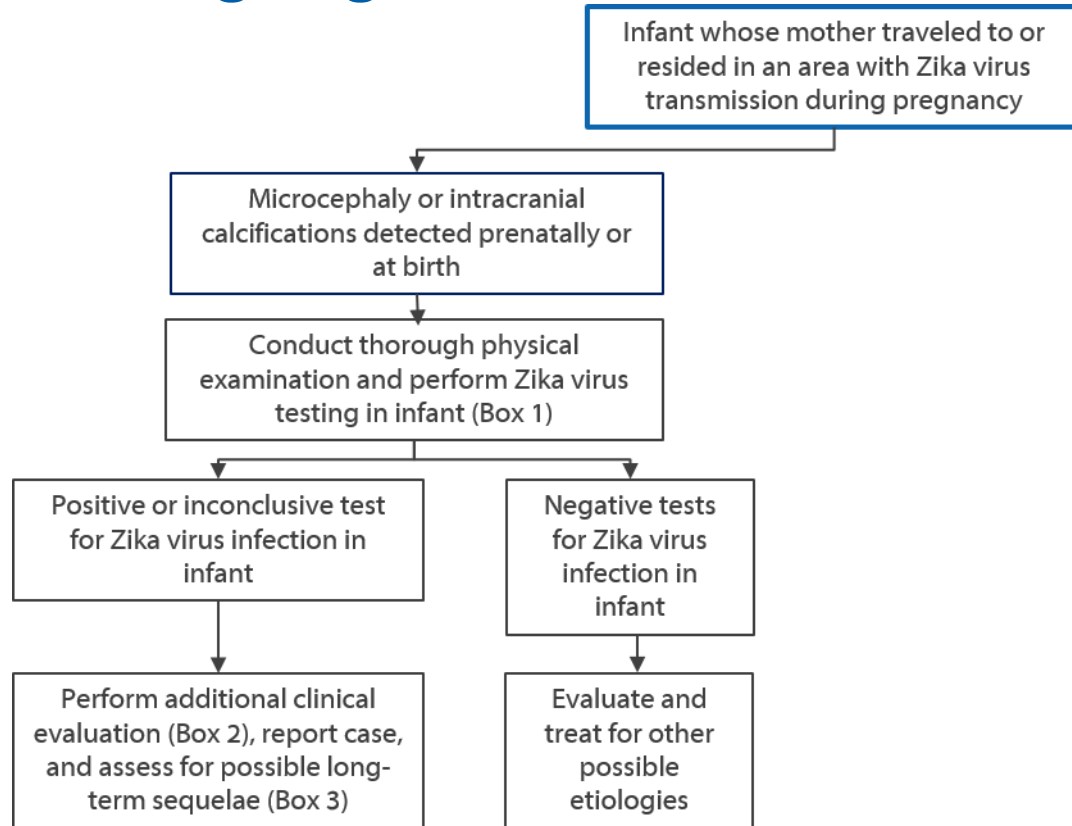 Infant whose mother traveled to or
resided in an area with Zika virus
transmission during pregnancy
Microcephaly or intracranial
calcifications detected prenatally or
at birth
Conduct thorough physical
examination and perform Zika virus
testing in infant (Box 1)
Positive or inconclusive test
for Zika virus infection in
infant
Negative tests
for Zika virus
infection in
infant
Perform additional clinical
evaluation (Box 2), report case,
and assess for possible long-
term sequelae (Box 3)
Evaluate and
treat for other
possible
etiologies